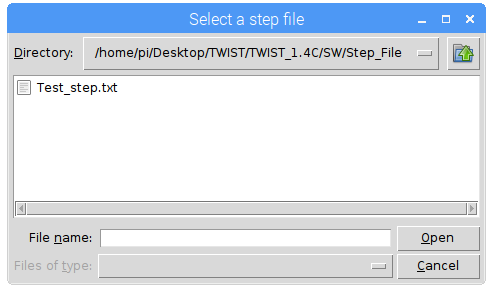 Select a step file
Directory: /home/pi/Desktop/TWIST/TWIST_1.4C/SW/Step_File
Test_step.txt
File name: Open
Files of type: Cancel